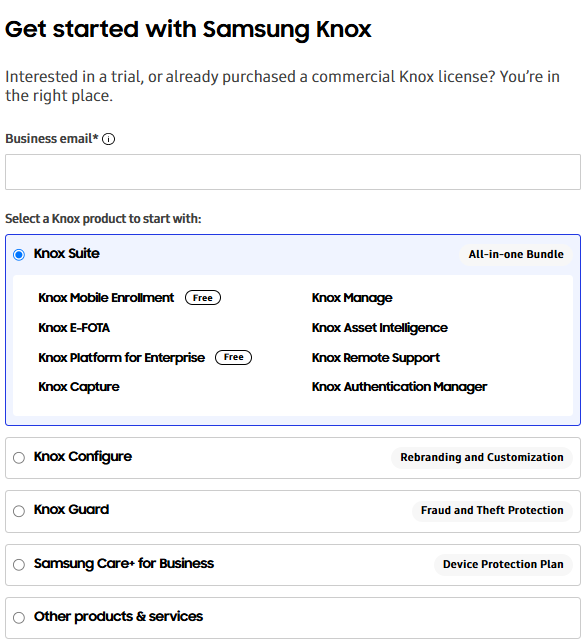 Get started with Samsung Knox
Interested in a trial, or already purchased a commercial Knox license? You're in
the right place.
Business email*
Select a Knox product to start with:
Knox Suite All-in-one Bundle
Knox Mobile Enrollment Free Knox Manage
Knox E-FOTA Knox Asset Intelligence
Knox Platform for Enterprise Free Knox Remote Support
Knox Capture Knox Authentication Manager
Knox Configure Rebranding and Customization
Knox Guard Fraud and Theft Protection
Samsung Care+ for Business Device Protection Plan
Other products & services